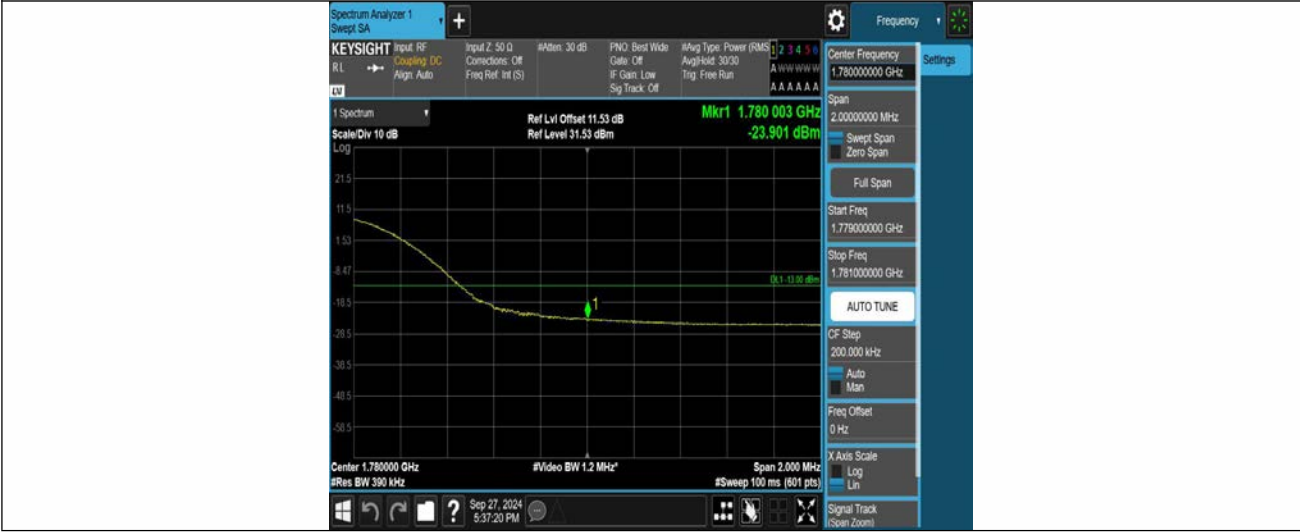 Spectrum Analyzer 1
Swept SA
+
Frequency
KEYSIGHT
RL
Input: RF
Coupling: DC
Align: Auto
Input Z: 50 Ω
Corrections: Off
Freq Ref: Int (S)
#Atten: 30 dB
PNO: Best Wide
Gate: Off
IF Gain: Low
Sig Track: Off
#Avg Type: Power (RMS
Avg|Hold: 30/30
Trig: Free Run
1 2 3 4 5 6
A W W W W W
A A A A A A
1 Spectrum
Scale/Div 10 dB
Log
Ref Lvl Offset 11.53 dB
Ref Level 31.53 dBm
Mkr1 1.780 003 GHz
-23.901 dBm
21.5
11.5
1.53
-8.47
-18.5
-28.5
-38.5
-48.5
-58.5
DL1 -13.00 dBm
1
Center 1.780000 GHz
#Res BW 390 kHz
#Video BW 1.2 MHz*
Span 2.000 MHz
#Sweep 100 ms (601 pts)
?
Sep 27, 2024
5:37:20 PM
Center Frequency
1.780000000 GHz
Settings
Span
2.00000000 MHz
Swept Span
Zero Span
Full Span
Start Freq
1.779000000 GHz
Stop Freq
1.781000000 GHz
AUTO TUNE
CF Step
200.000 kHz
Auto
Man
Freq Offset
0 Hz
X Axis Scale
Log
Lin
Signal Track
(Span Zoom)